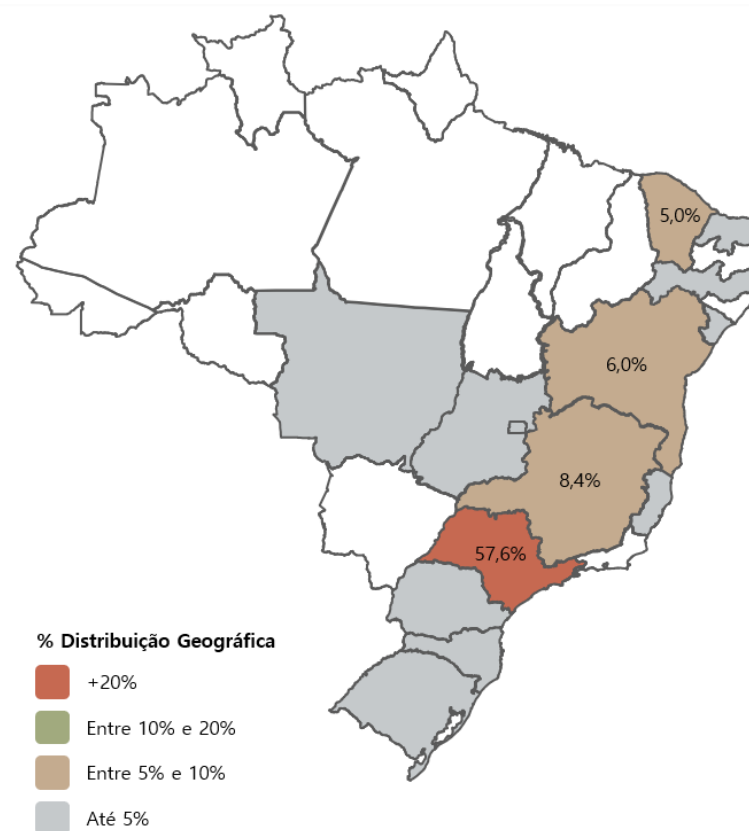 5,0%
6,0%
8,4%
57,6%
% Distribuição Geográfica
+20%
Entre 10% e 20%
Entre 5% e 10%
Até 5%